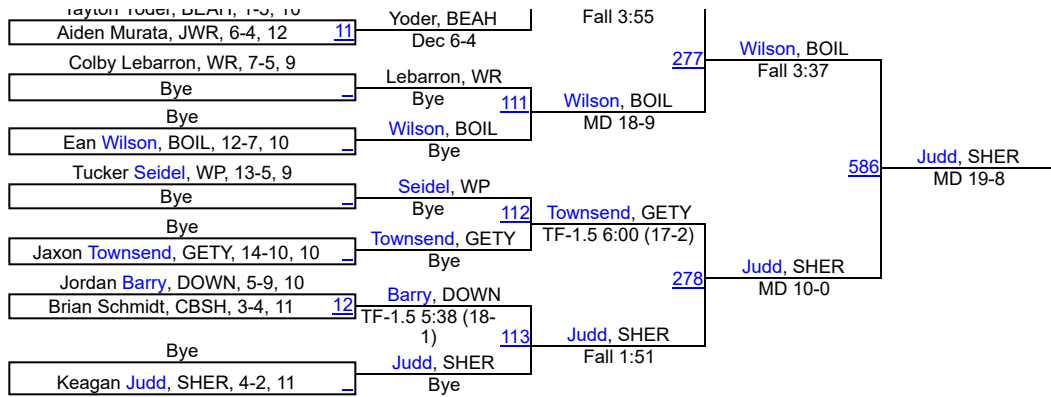 Tayton Yoder, BEAH, 1-5, 10
Aiden Murata, JWR, 6-4, 12 11
Colby Lebarron, WR, 7-5, 9
Bye
Bye
Ean Wilson, BOIL, 12-7, 10
Tucker Seidel, WP, 13-5, 9
Bye
Bye
Jaxon Townsend, GETY, 14-10, 10
Jordan Barry, DOWN, 5-9, 10
Brian Schmidt, CBSH, 3-4, 11 12
Bye
Keagan Judd, SHER, 4-2, 11
Yoder, BEAH
Dec 6-4
Lebarron, WR
Bye
111
Wilson, BOIL
Bye
Seidel, WP
Bye
112
Townsend, GETY
Bye
Barry, DOWN
TF-1.5 5:38 (18-
1)
113
Judd, SHER
Bye
Fall 3:55
277
Wilson, BOIL
MD 18-9
Townsend, GETY
TF-1.5 6:00 (17-2)
278
Judd, SHER
Fall 1:51
Wilson, BOIL
Fall 3:37
586
Judd, SHER
MD 10-0
Judd, SHER
MD 19-8